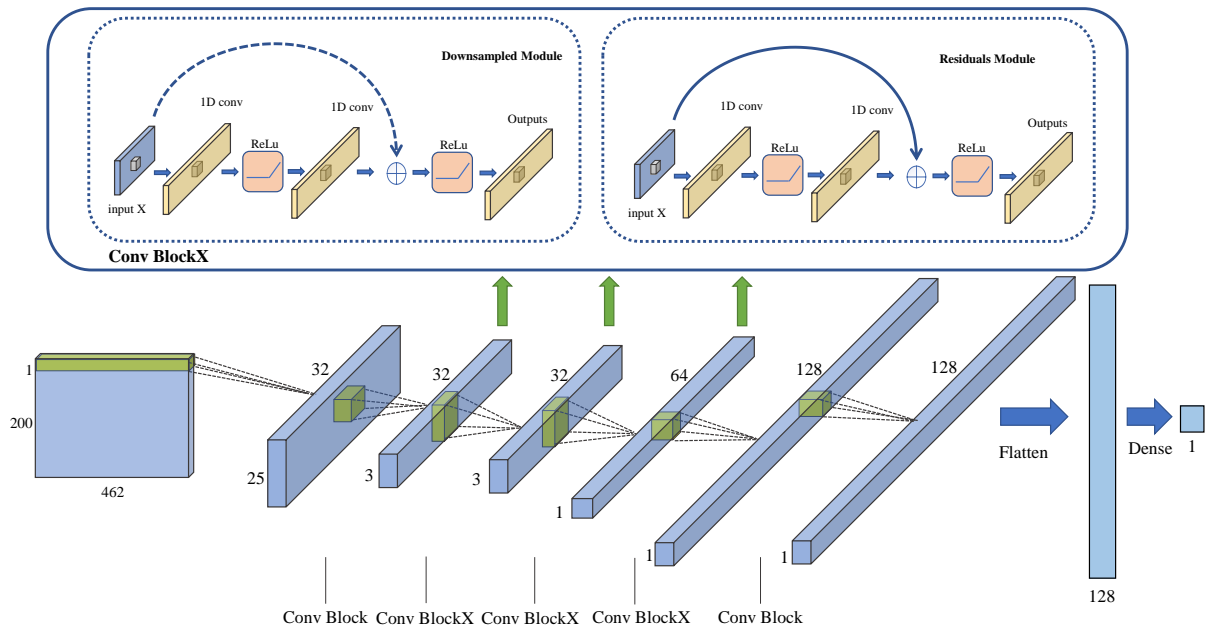 Downsampled Module
1D conv
1D conv
ReLu
ReLu
Outputs
input X
Residuals Module
1D conv
1D conv
ReLu
ReLu
Outputs
input X
Conv BlockX
1
200
462
32
25
32
3
32
3
64
1
128
1
128
1
Flatten
128
Dense
1
Conv Block
Conv BlockX
Conv BlockX
Conv BlockX
Conv Block